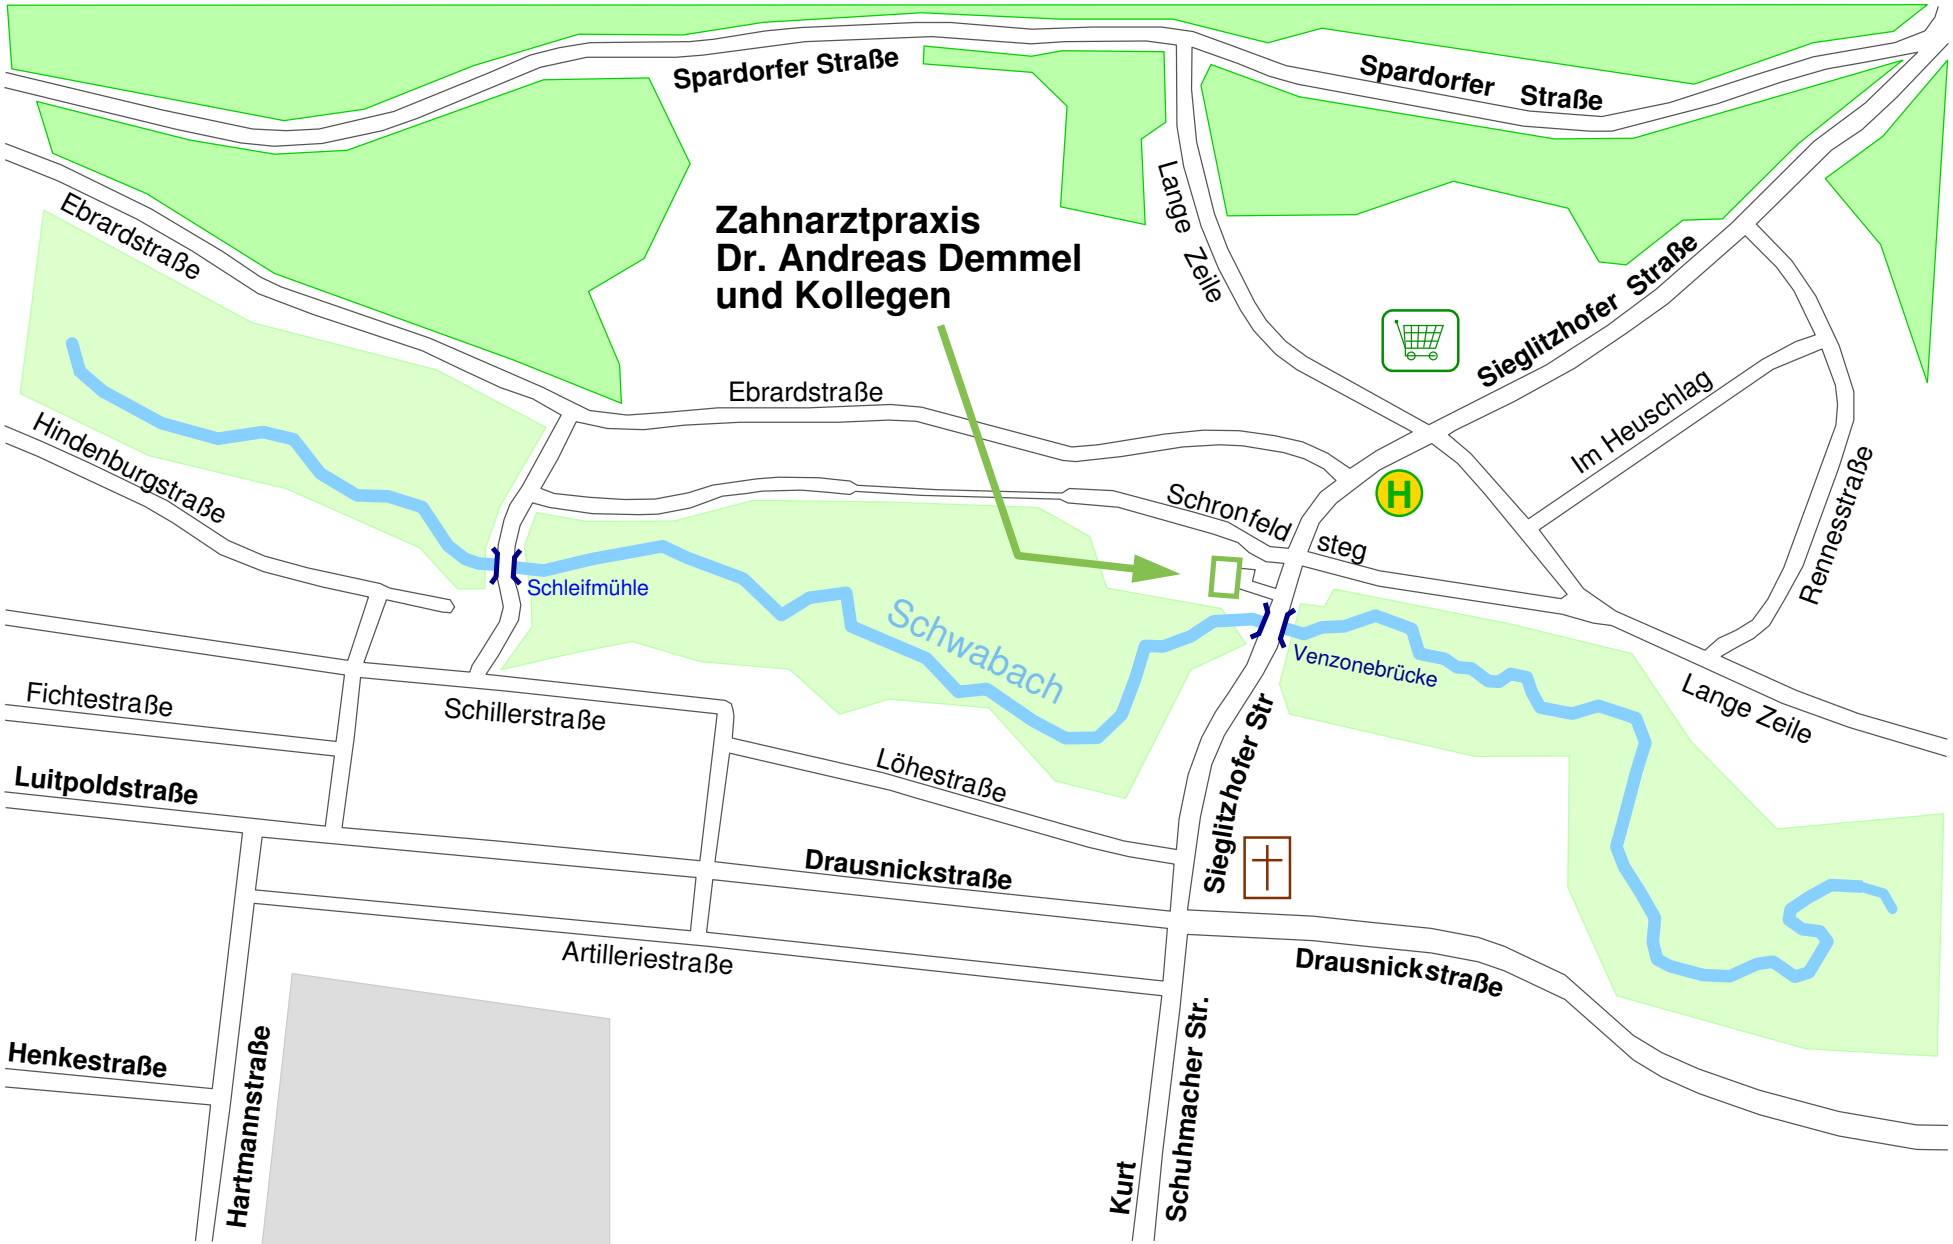 Spardorfer Straße
Spardorfer Straße
Ebrardstraße
Lange Zeile
Zahnarztpraxis
Dr. Andreas Demmel
und Kollegen
Sieglitzhofer Straße
Ebrardstraße
Im Heuschlag
Hindenburgstraße
Rennesstraße
H
Schronfeld
steg
Schleifmühle
Schwabach
Venzonebrücke
Fichtestraße
Schillerstraße
Lange Zeile
Sieglitzhofer Str
Luitpoldstraße
Löhestraße
Drausnickstraße
Artilleriestraße
Drausnickstraße
Henkestraße
Hartmannstraße
Kurt
Schuhmacher Str.